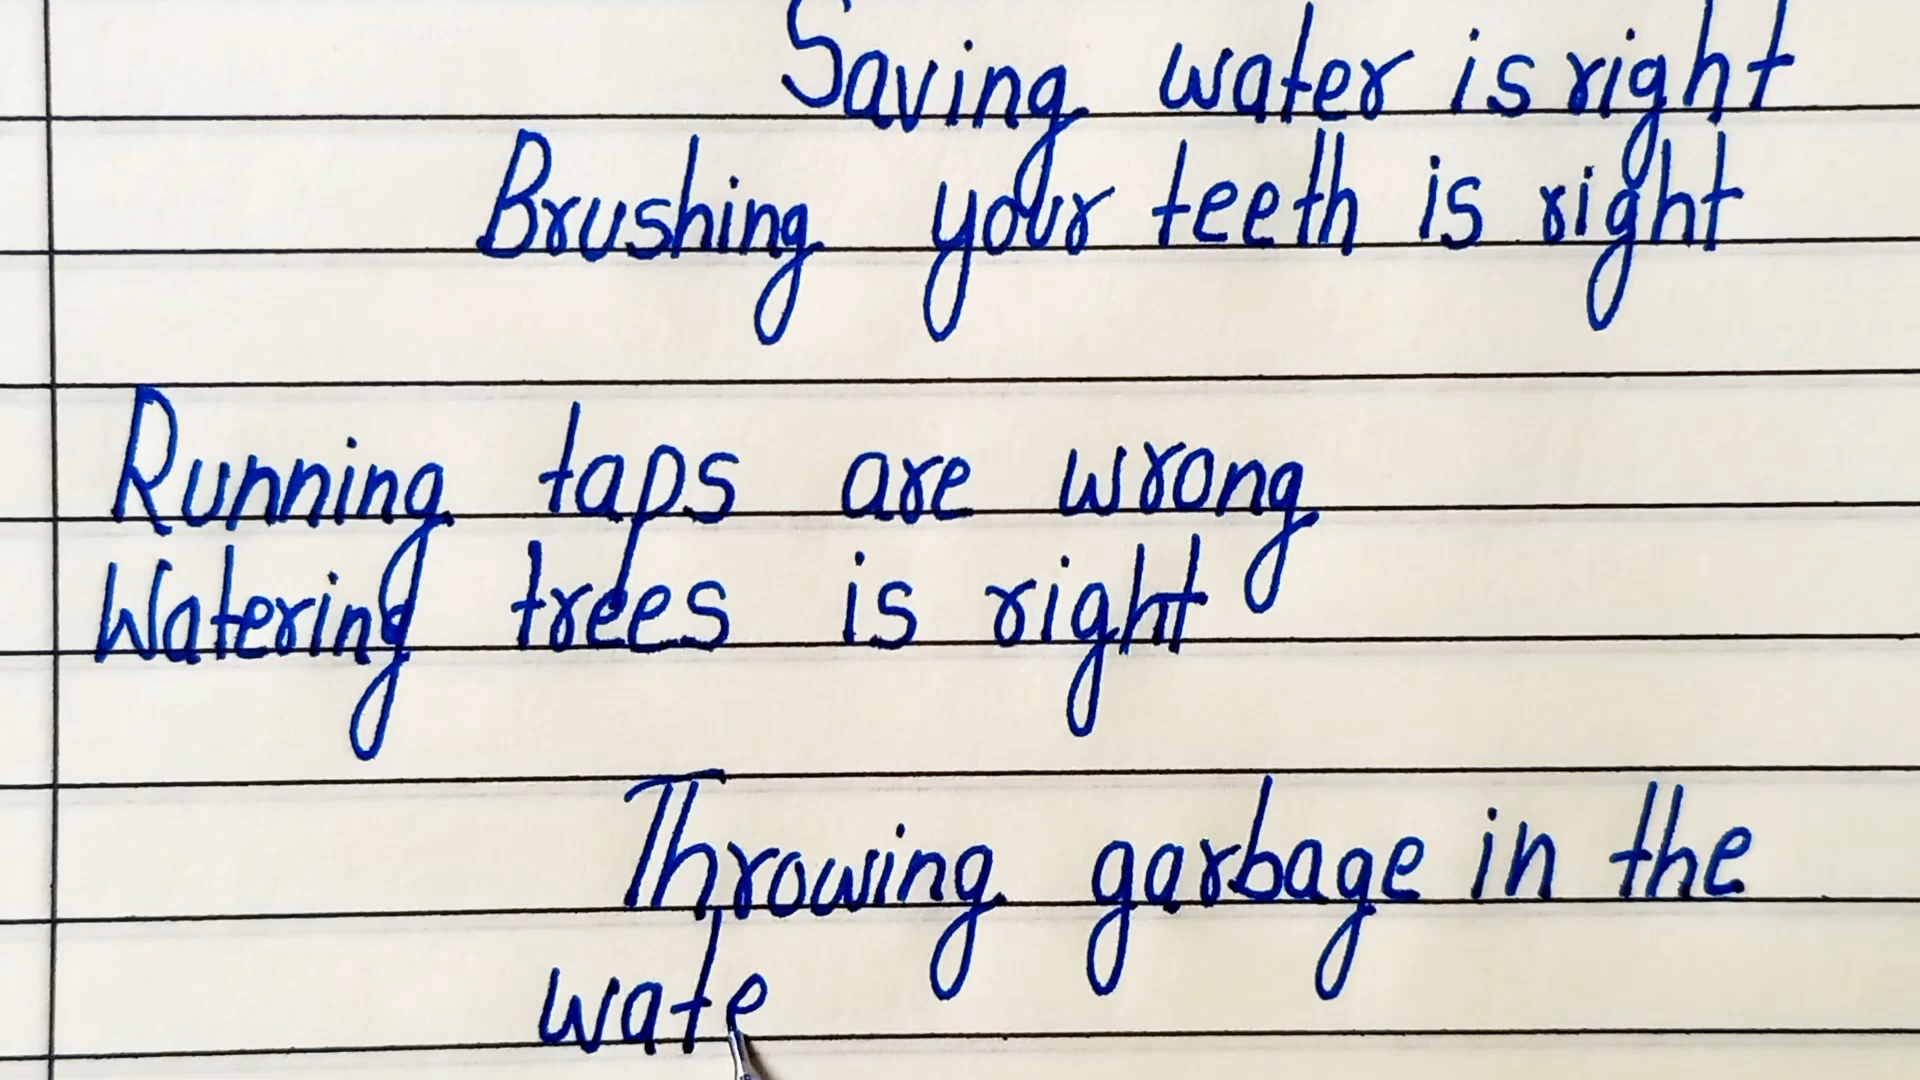 Saving water is right
Brushing your teeth is right
Running taps are wrong
Watering trees is right
Throwing garbage in the
wate